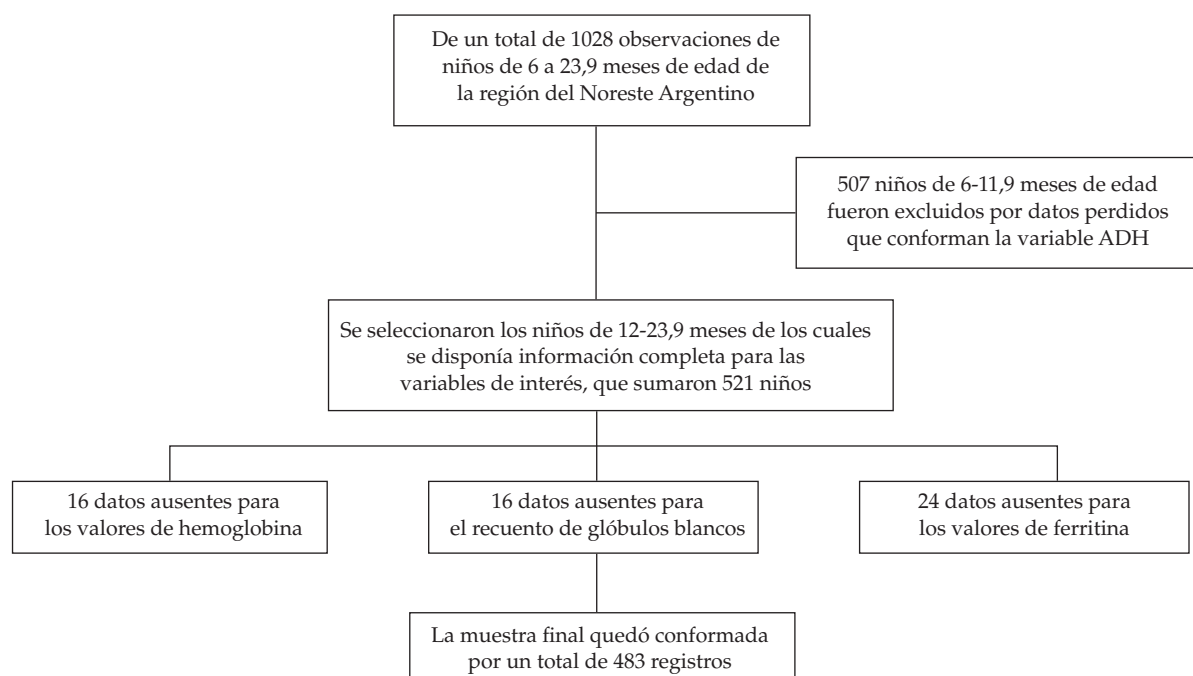 De un total de 1028 observaciones de
niños de 6 a 23,9 meses de edad de
la región del Noreste Argentino
507 niños de 6-11,9 meses de edad
fueron excluidos por datos perdidos
que conforman la variable ADH
Se seleccionaron los niños de 12-23,9 meses de los cuales
se disponía información completa para las
variables de interés, que sumaron 521 niños
16 datos ausentes para
los valores de hemoglobina
16 datos ausentes para
el recuento de glóbulos blancos
24 datos ausentes para
los valores de ferritina
La muestra final quedó conformada
por un total de 483 registros